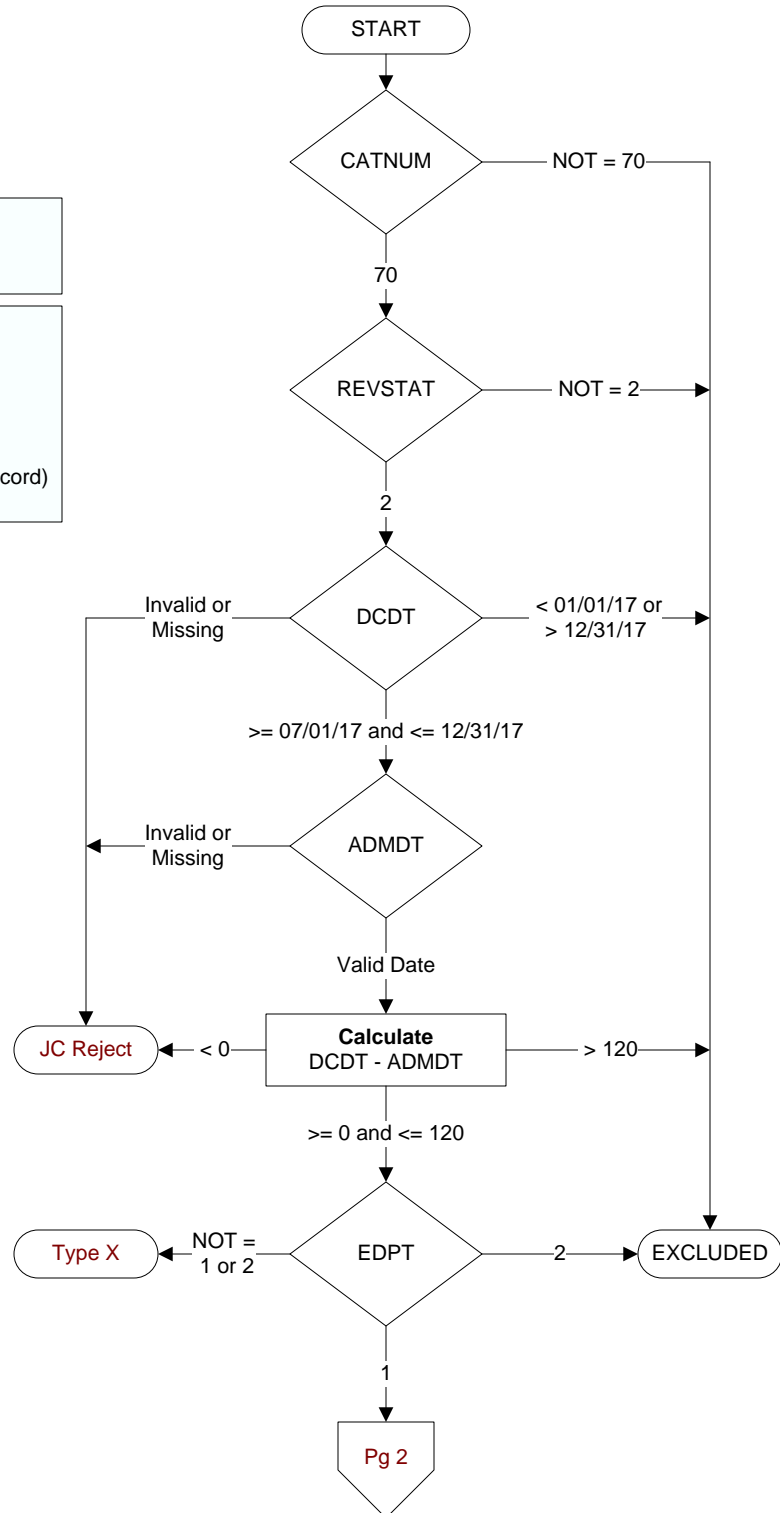 START
CATNUM
NOT = 70
70
REVSTAT
NOT = 2
cord)
2
Invalid or
Missing
DCDT
< 01/01/17 or
> 12/31/17
>= 07/01/17 and <= 12/31/17
Invalid or
Missing
ADMDT
Valid Date
JC Reject
< 0
Calculate
DCDT - ADMDT
> 120
>= 0 and <= 120
Type X
NOT =
1 or 2
EDPT
2
EXCLUDED
1
Pg 2